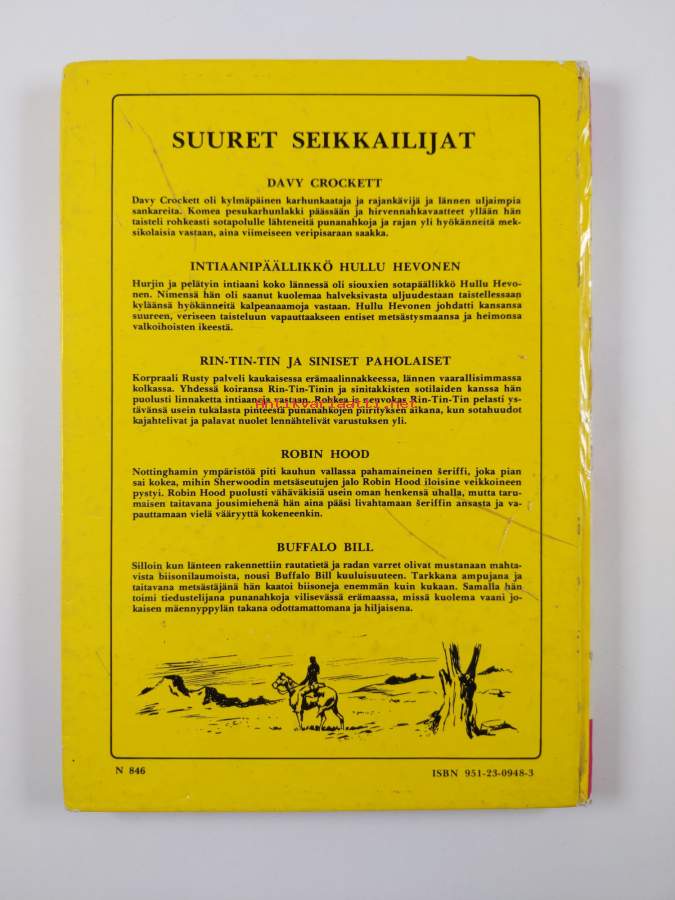 SUURET SEIKKAILIJAT
DAVY CROCKETT
Davy Crockett oli kylmäpäinen karhunkaataja ja rajankävijä ja lännen uljaimpia
sankareita. Komea pesukarhunlakki päässään ja hirvennahkavaatteet yllään hän
taisteli rohkeasti sotapolulle lähteneitä punanahkoja ja rajan yli hyökänneitä mek-
sikolaisia vastaan, aina viimeiseen veripisaraan saakka.
INTIAANIPÄÄLLIKKÖ HULLU HEVONEN
Hurjin ja pelätyin intiaani koko lännessä oli siouxien sotapäällikkö Hullu Hevo-
nen. Nimensä hän oli saanut kuolemaa halveksivasta uljuudestaan taistellessaan
kyläänsä hyökänneitä kalpeanaamoja vastaan. Hullu Hevonen johdatti kansansa
suureen, veriseen taisteluun vapauttaakseen entiset metsästysmaansa ja heimonsa
valkoihoisten ikeestä.
RIN-TIN-TIN JA SINISET PAHOLAISET
Korpraali Rusty palveli kaukaisessa erämaalinnakkeessa, lännen vaarallisimmassa
kolkassa. Yhdessä koiransa Rin-Tin-Tinin ja sinitakkisten sotilaiden kanssa hän
puolusti linnaketta intiaaneja vastaan. Rohkea ja neuvokas Rin-Tin-Tin pelasti ys-
antikvariaatti.net
tävänsä usein tukalasta pinteestä punanahkojen piirityksen aikana, kun sotahuudot
kajahtelivat ja palavat nuolet lennähtelivät varustuksen yli.
ROBIN HOOD
Nottinghamin ympäristöä piti kauhun vallassa pahamaineinen šeriffi, joka pian
sai kokea, mihin Sherwoodin metsäseutujen jalo Robin Hood iloisine veikkoineen
pystyi. Robin Hood puolusti vähäväkisiä usein oman henkensä uhalla, mutta taru-
maisen taitavana jousimiehenä hän aina pääsi livahtamaan šeriffin ansasta ja va-
pauttamaan vielä vääryyttä kokeneenkin.
BUFFALO BILL
Silloin kun länteen rakennettiin rautatietä ja radan varret olivat mustanaan mahta-
vista biisonilaumoista, nousi Buffalo Bill kuuluisuuteen. Tarkkana ampujana ja
taitavana metsästäjänä hän kaatoi biisoneja enemmän kuin kukaan. Samalla hän
toimi tiedustelijana punanahkoja vilisevässä erämaassa, missä kuolema vaani jo-
kaisen mäennyppylän takana odottamattomana ja hiljaisena.
N 846
ISBN 951-23-0948-3